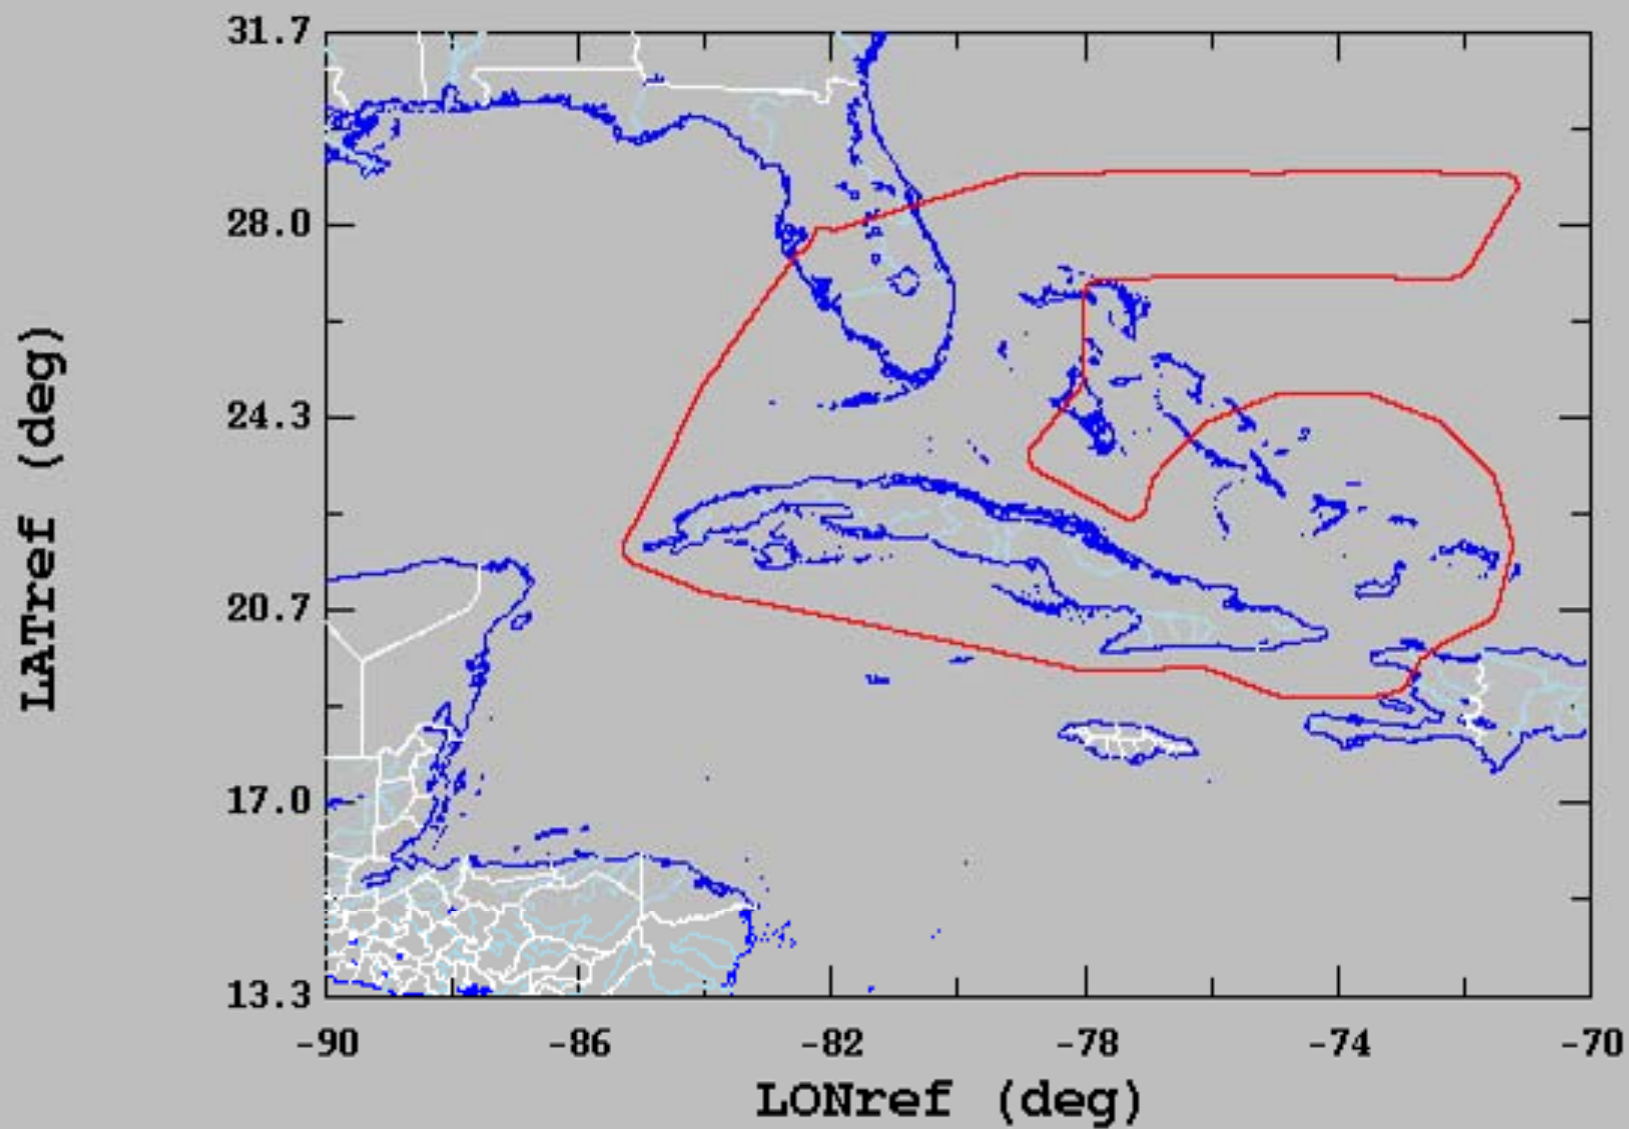 31.7
28.0
24.3
20.7
17.0
13.3
LATref (deg)
-90 -86 -82 -78 -74 -70
LONref (deg)